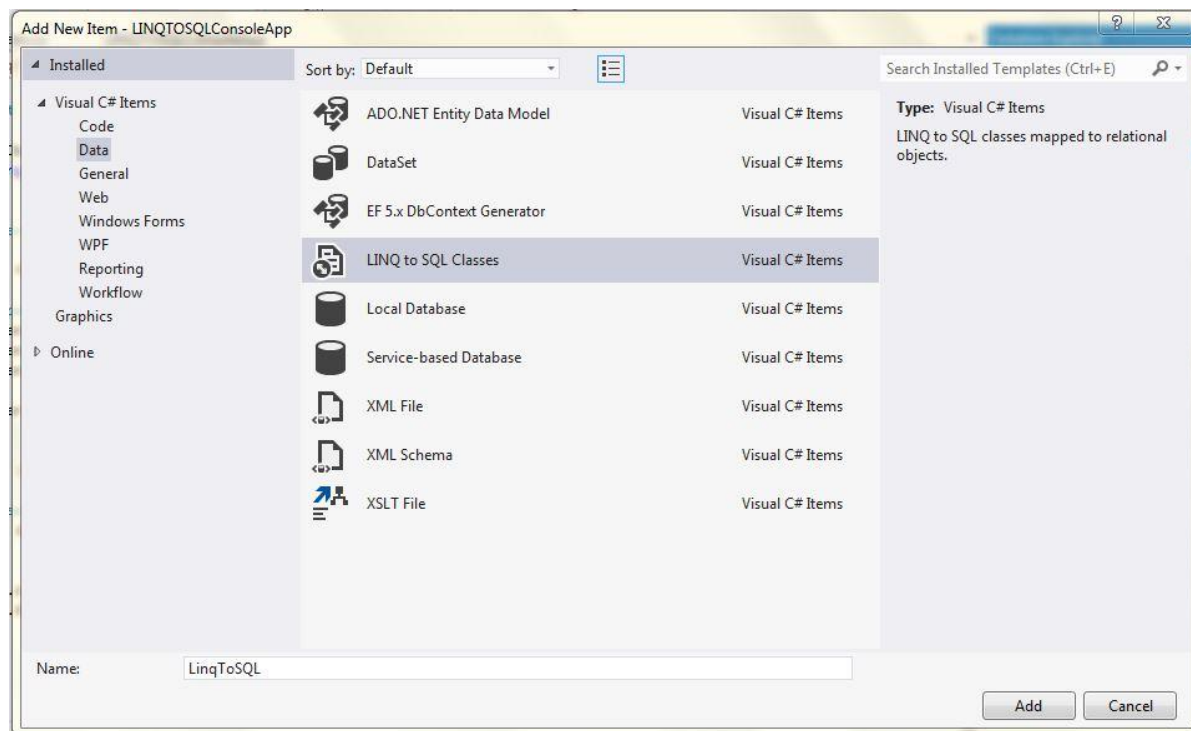 Add New Item - LINQTOSQLConsoleApp
Installed
Sort by: Default
Search Installed Templates (Ctrl+E)
Visual C# Items
Code
Data
General
Web
Windows Forms
WPF
Reporting
Workflow
Graphics
Online
ADO.NET Entity Data Model Visual C# Items
DataSet Visual C# Items
EF 5.x DbContext Generator Visual C# Items
LINQ to SQL Classes Visual C# Items
Local Database Visual C# Items
Service-based Database Visual C# Items
XML File Visual C# Items
XML Schema Visual C# Items
XSLT File Visual C# Items
Type: Visual C# Items
LINQ to SQL classes mapped to relational
objects.
Name: LinqToSQL
Add Cancel